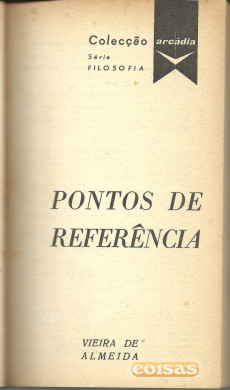 Colecção
arcádia
Série
FILOSOFIA
PONTOS DE
REFERÊNCIA
VIEIRA DE
ALMEIDA
coisas